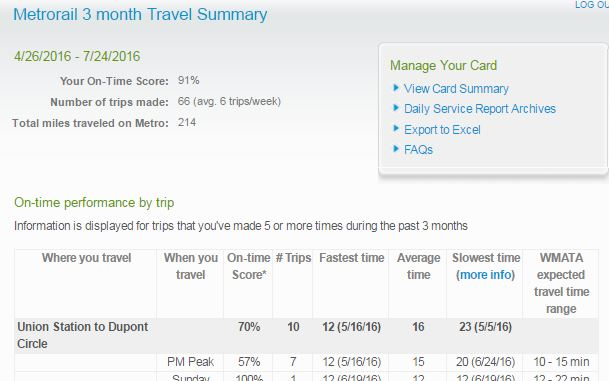 LOG OU
Metrorail 3 month Travel Summary
4/26/2016 - 7/24/2016
Your On-Time Score: 91%
Number of trips made: 66 (avg. 6 trips/week)
Total miles traveled on Metro: 214
Manage Your Card
View Card Summary
Daily Service Report Archives
Export to Excel
FAQs
On-time performance by trip
Information is displayed for trips that you've made 5 or more times during the past 3 months
Where you travel When you On-time # Trips Fastest time Average Slowest time WMATA
travel Score* time (more info) expected
travel time
range
Union Station to Dupont 70% 10 12 (5/16/16) 16 23 (5/5/16)
Circle
PM Peak 57% 7 12 (5/16/16) 15 20 (6/24/16) 10 - 15 min
Sunday 100% 1 12 (6/19/16) 12 12 (6/19/16) 12 - 22 min